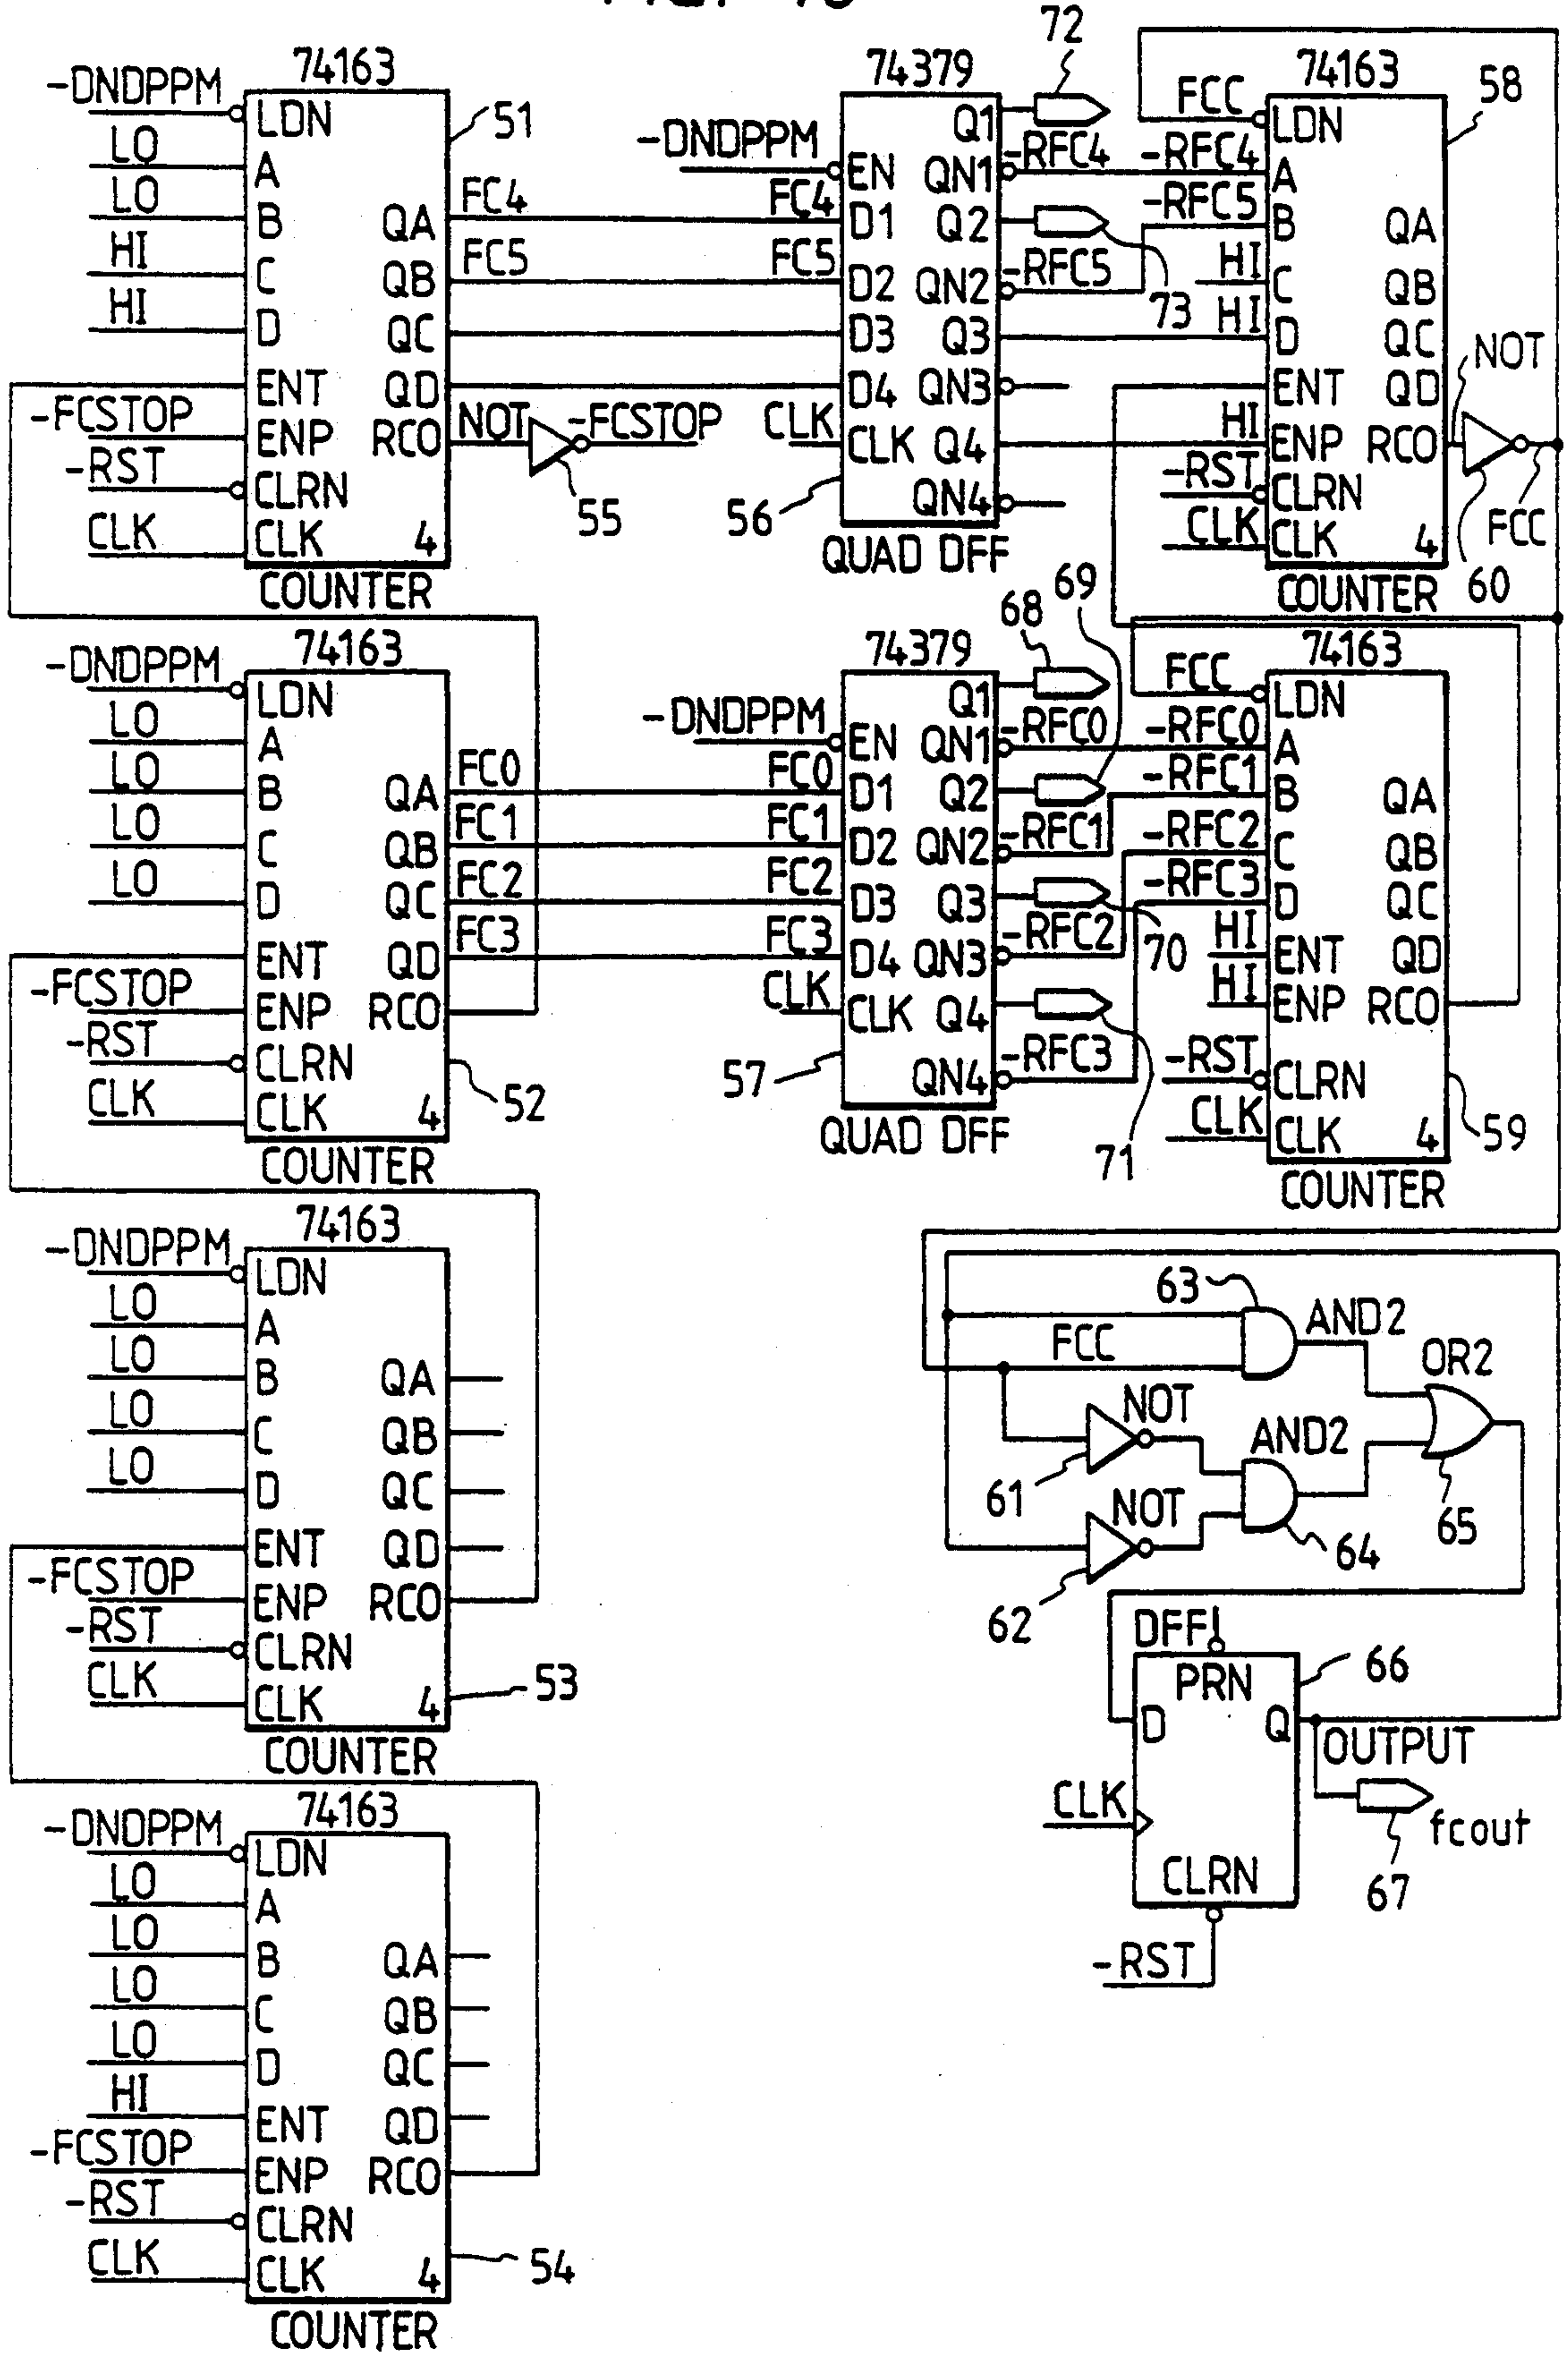 74163
-DNDPPM
LDN
LO
A
LO
B
HI
C
HI
D
QA
QB
QC
ENT
QD
-FCSTOP
ENP
RCO
-RST
CLRN
CLK
CLK
4
COUNTER
51
FC4
FC5
NOT
-FCSTOP
55
74379
-DNDPPM
EN
FC4
D1
FC5
D2
D3
D4
CLK
CLK
Q1
QN1
Q2
QN2
Q3
QN3
Q4
QN4
56
QUAD DFF
72
-RFC4
-RFC5
73
74163
58
FCC
LDN
-RFC4
A
-RFC5
B
HI
C
HI
D
ENT
HI
ENP
-RST
CLRN
CLK
CLK
QA
QB
QC
QD
RCO
4
COUNTER
NOT
60
FCC
74163
-DNDPPM
LDN
LO
A
LO
B
LO
C
LO
D
QA
QB
QC
ENT
QD
-FCSTOP
ENP
RCO
-RST
CLRN
CLK
CLK
4
COUNTER
52
FC0
FC1
FC2
FC3
74379
-DNDPPM
EN
FC0
D1
FC1
D2
FC2
D3
FC3
D4
CLK
CLK
Q1
QN1
Q2
QN2
Q3
QN3
Q4
QN4
57
QUAD DFF
68
69
-RFC0
-RFC1
70
-RFC2
71
-RFC3
74163
FCC
LDN
-RFC0
A
-RFC1
B
-RFC2
C
-RFC3
D
HI
ENT
HI
ENP
-RST
CLRN
CLK
CLK
QA
QB
QC
QD
RCO
4
59
COUNTER
74163
-DNDPPM
LDN
LO
A
LO
B
LO
C
LO
D
QA
QB
QC
ENT
QD
-FCSTOP
ENP
RCO
-RST
CLRN
CLK
CLK
4
53
COUNTER
63
AND2
FCC
OR2
NOT
61
AND2
NOT
62
64
65
DFF
PRN
66
D
Q
OUTPUT
CLK
fcout
67
CLRN
-RST
74163
-DNDPPM
LDN
LO
A
LO
B
LO
C
LO
D
HI
ENT
QA
QB
QC
QD
-FCSTOP
ENP
RCO
-RST
CLRN
CLK
CLK
4
54
COUNTER